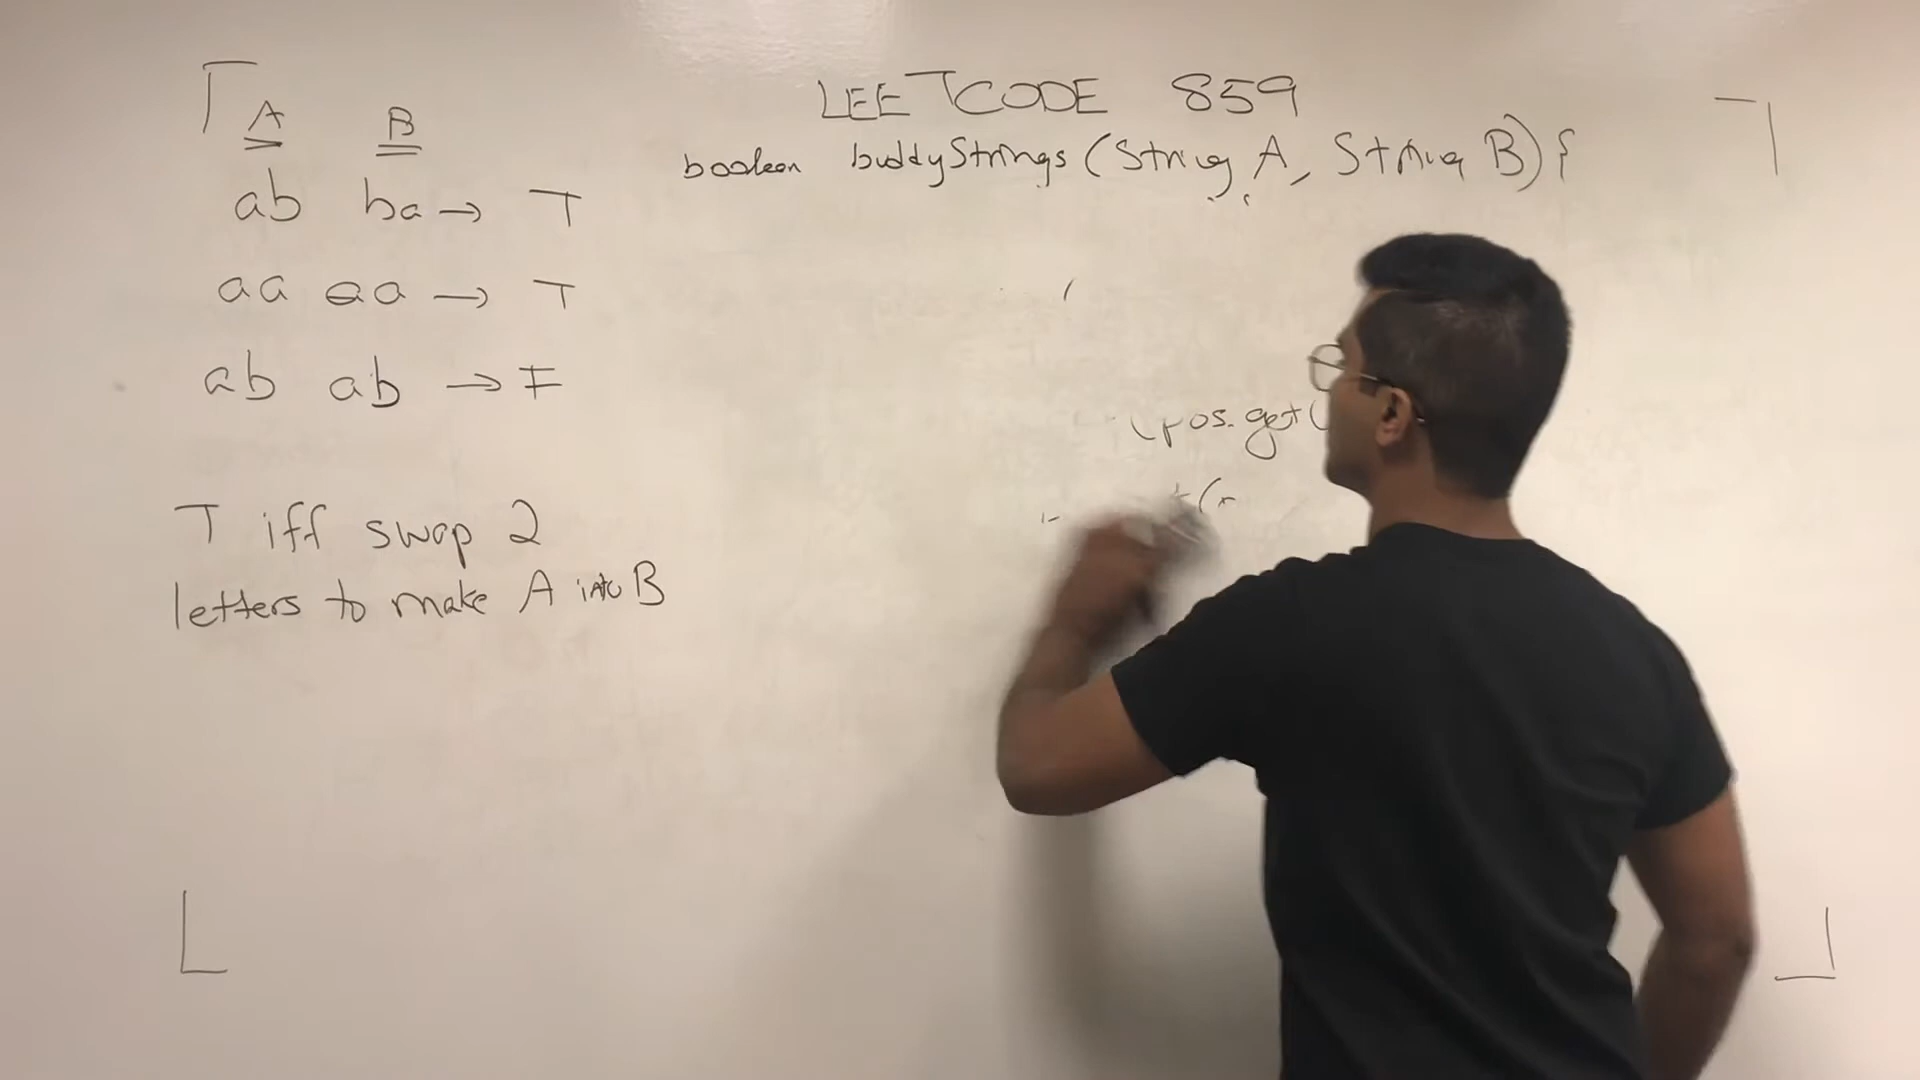 LEETCODE 859
boolean buddyStrings (String A, String B) {
A B
ab ba → T
aa aa → T
ab ab → F
T iff swap 2
letters to make A into B
pos.get(